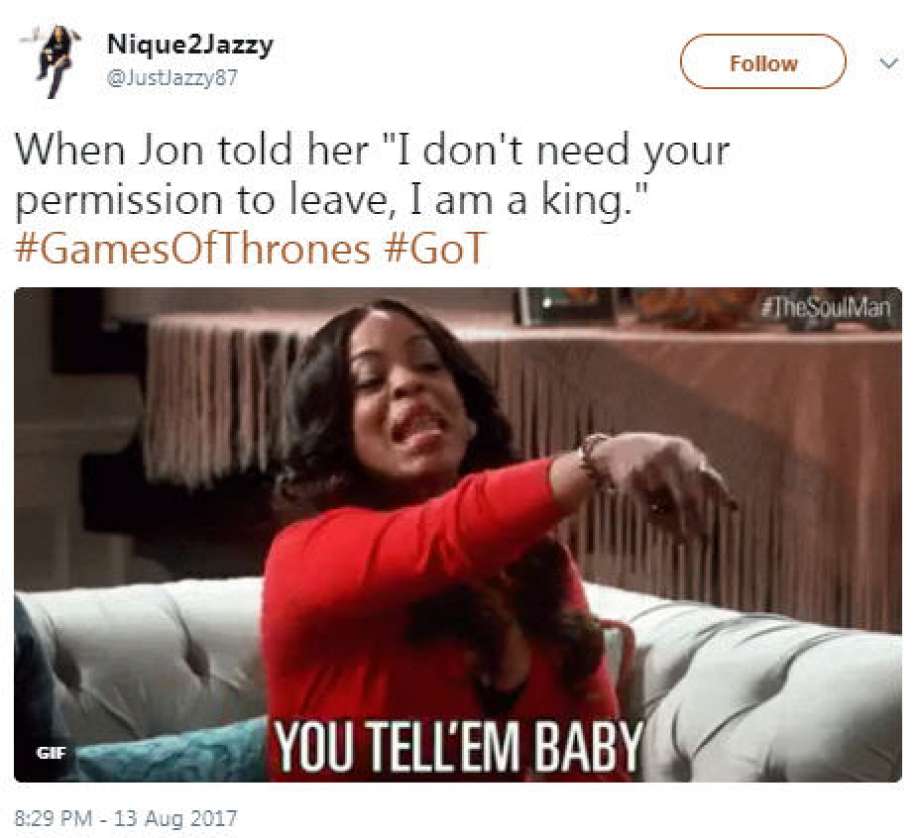 Nique2Jazzy
@JustJazzy87
Follow
When Jon told her "I don't need your
permission to leave, I am a king."
#GamesOfThrones #GoT
#TheSoulMan
YOU TELL'EM BABY
GIF
8:29 PM - 13 Aug 2017